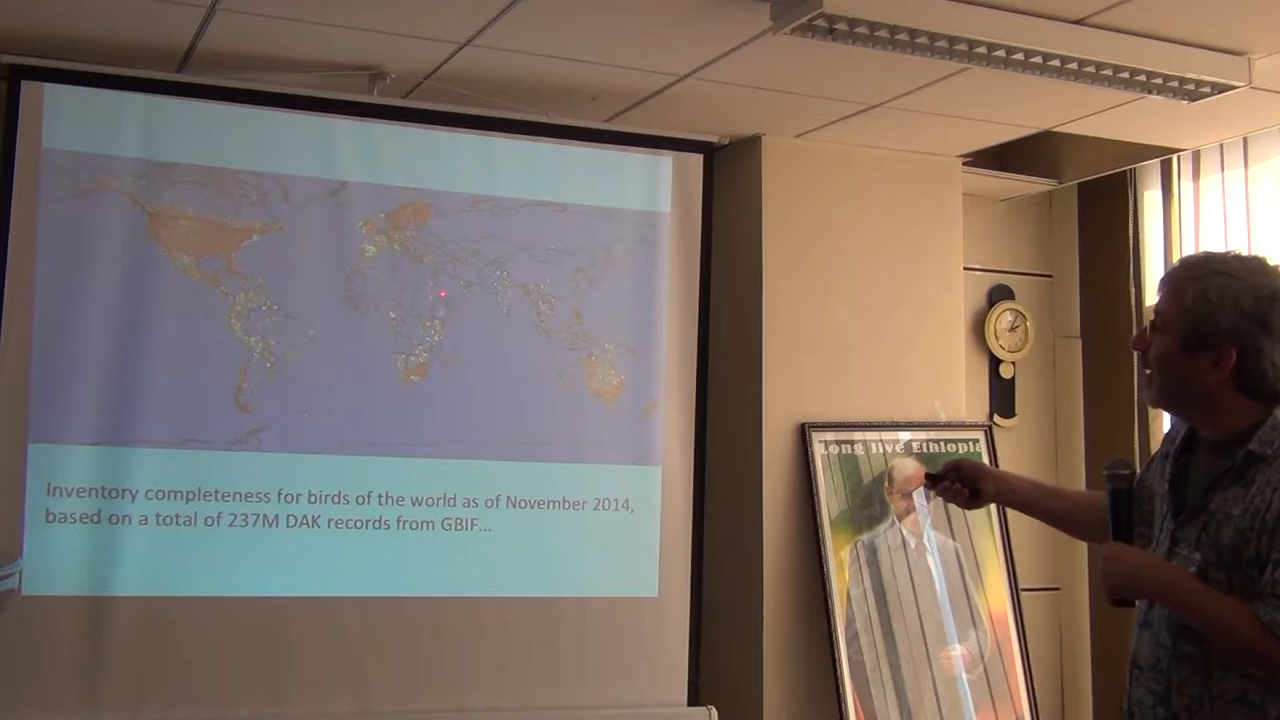 Inventory completeness for birds of the world as of November 2014,
based on a total of 237M DAK records from GBIF...
Long live Ethiopia